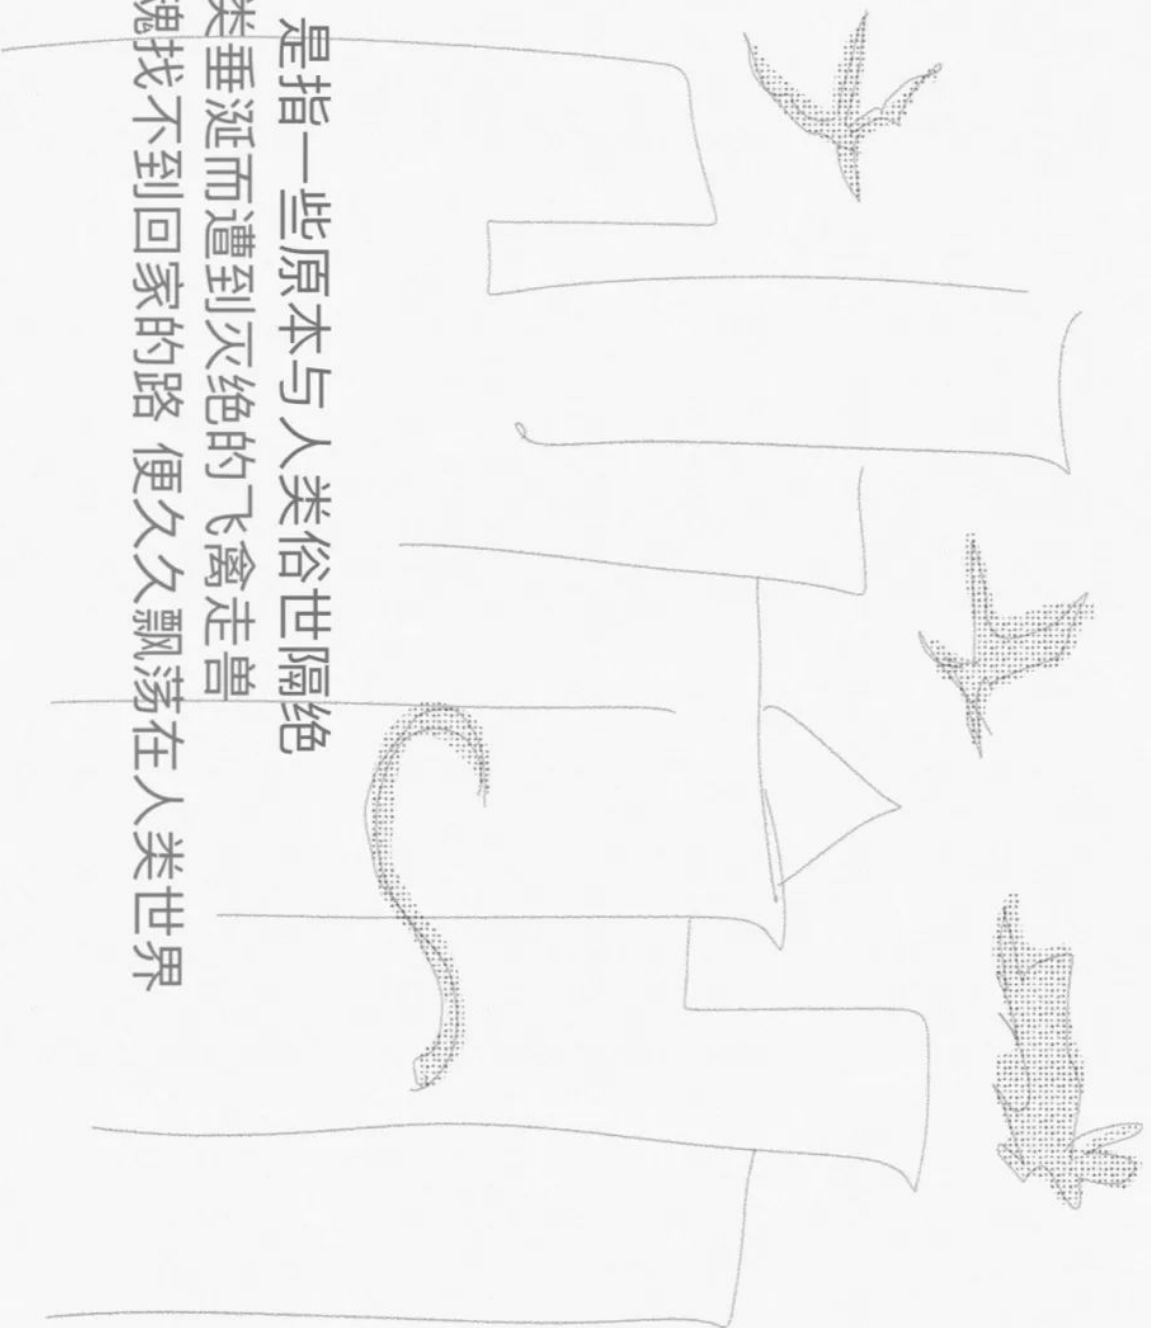 是指一些原本与人类俗世隔绝
类垂涎而遭到灭绝的飞禽走兽
魂找不到回家的路 便久久飘荡在人类世界